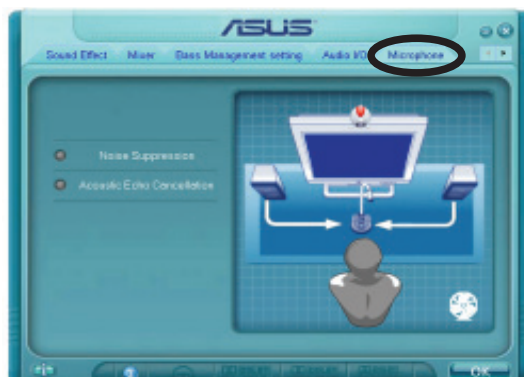 ASUS
Sound Effect Mixer Bass Management setting Audio I/O Microphone
Noise Suppression
Acoustic Echo Cancellation
OK